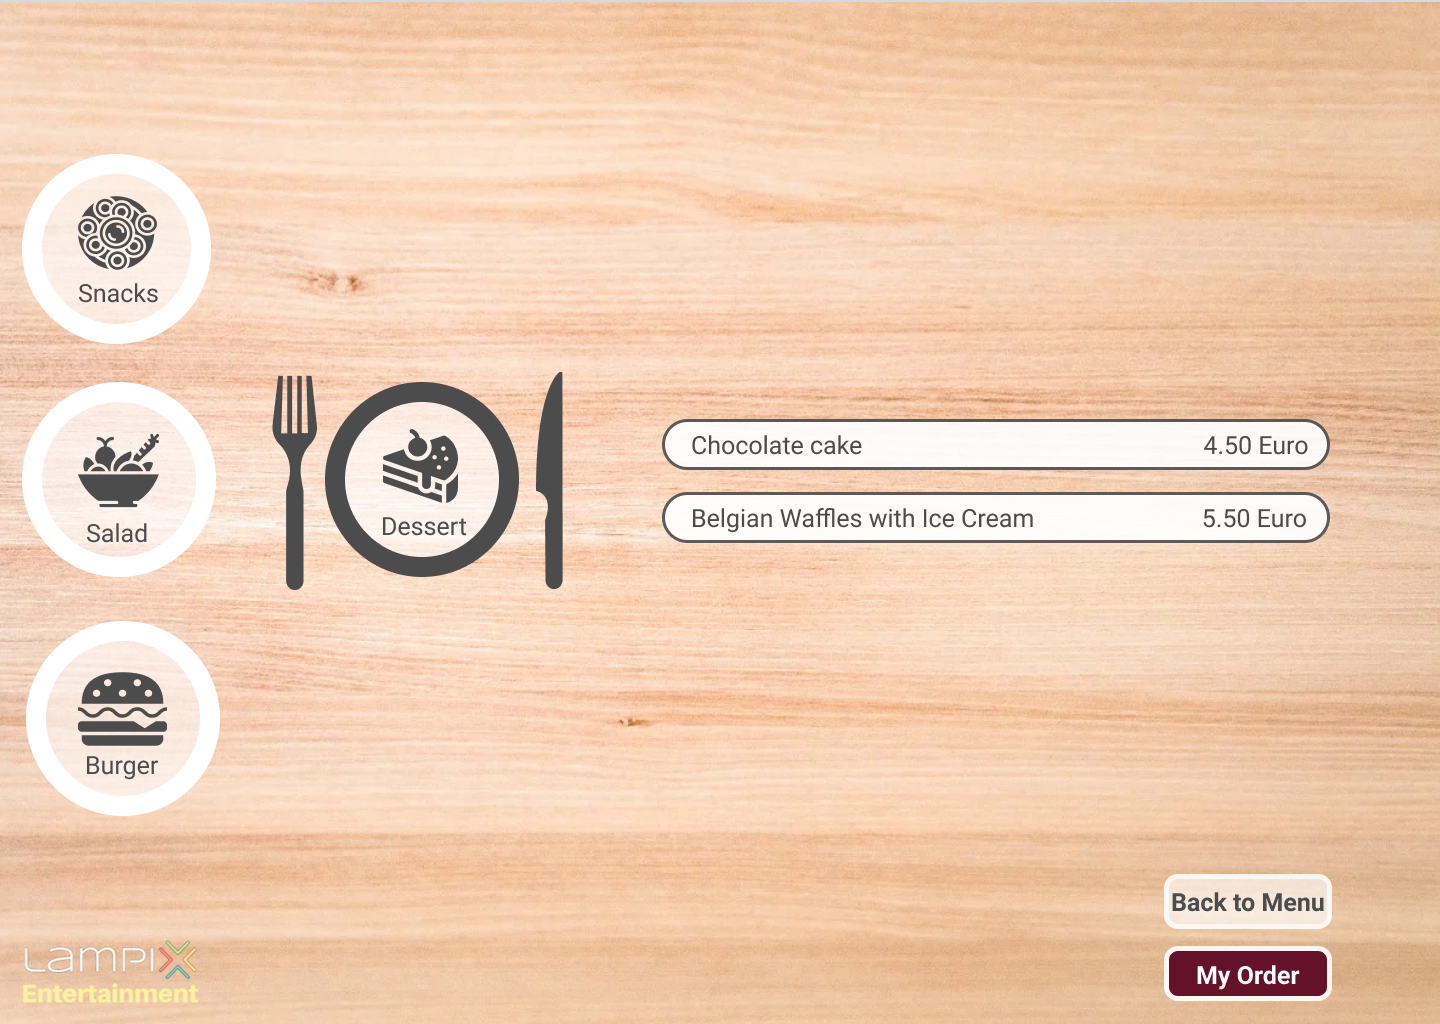 Snacks
Salad
Dessert
Chocolate cake 4.50 Euro
Belgian Waffles with Ice Cream 5.50 Euro
Burger
Back to Menu
My Order
LAMPIX
Entertainment